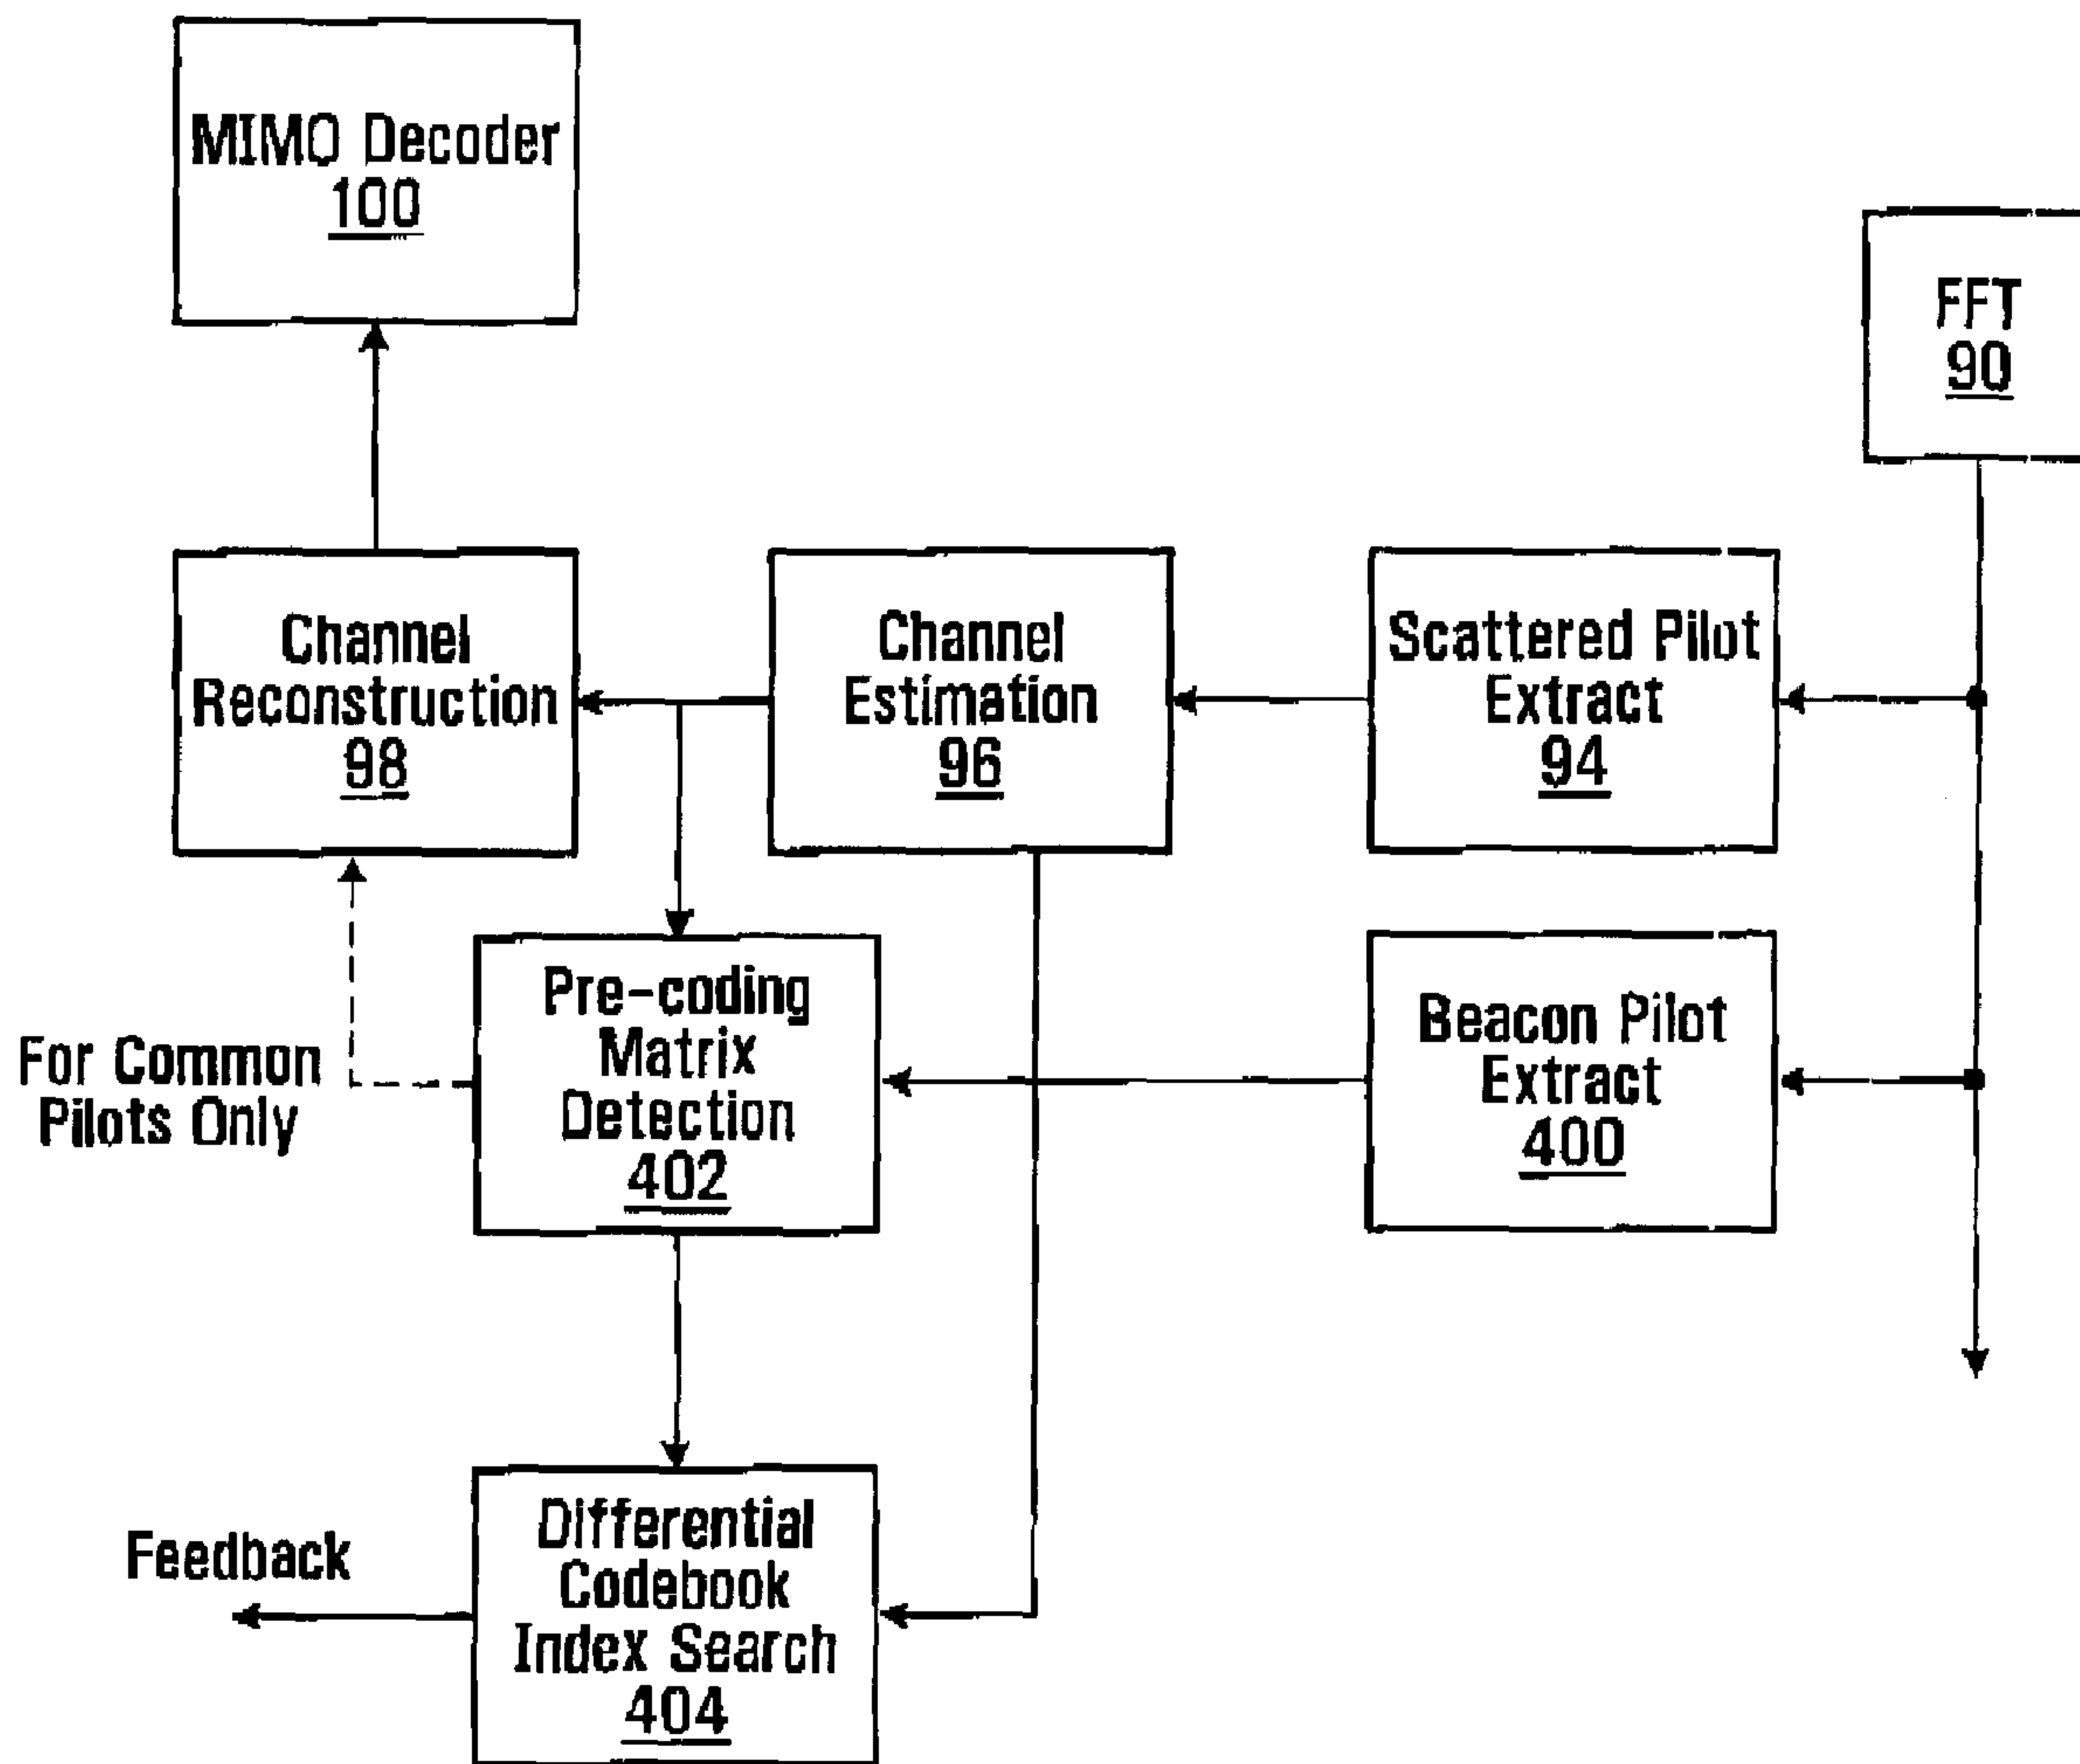 MIMO Decoder
100
FFT
90
Channel
Reconstruction
98
Channel
Estimation
96
Scattered Pilot
Extract
94
For Common
Pilots Only
Pre-coding
Matrix
Detection
402
Beacon Pilot
Extract
400
Feedback
Differential
Codebook
Index Search
404